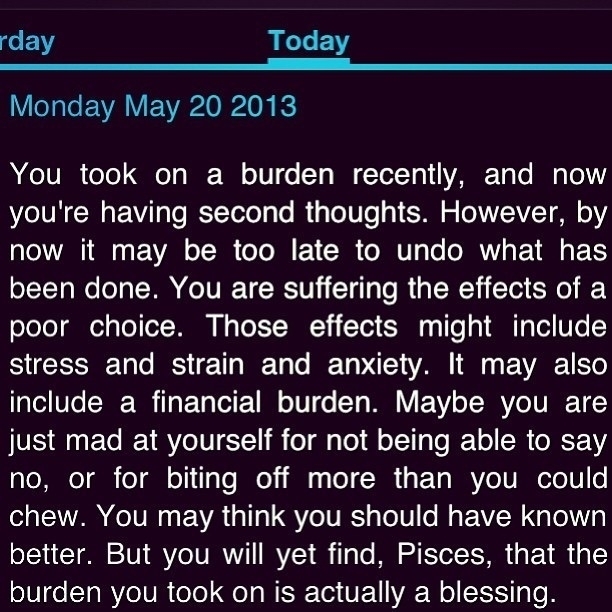 rday
Today
Monday May 20 2013
You took on a burden recently, and now
you're having second thoughts. However, by
now it may be too late to undo what has
been done. You are suffering the effects of a
poor choice. Those effects might include
stress and strain and anxiety. It may also
include a financial burden. Maybe you are
just mad at yourself for not being able to say
no, or for biting off more than you could
chew. You may think you should have known
better. But you will yet find, Pisces, that the
burden you took on is actually a blessing.